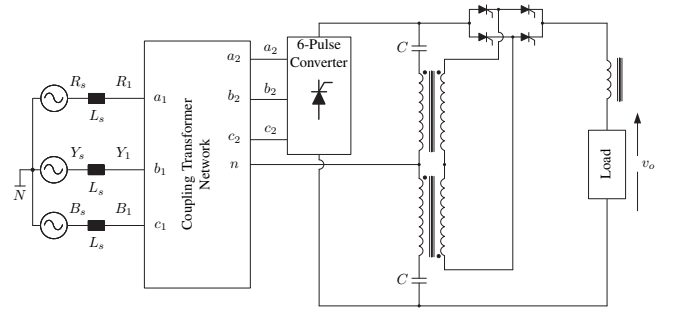 6-Pulse
Converter
C
a_2 a_2
R_s R_1 a_1
b_2 b_2
L_s
c_2 c_2
Coupling Transformer
Network
Y_s Y_1 b_1
n
Load
v_o
N
L_s
B_s B_1 c_1
L_s
C